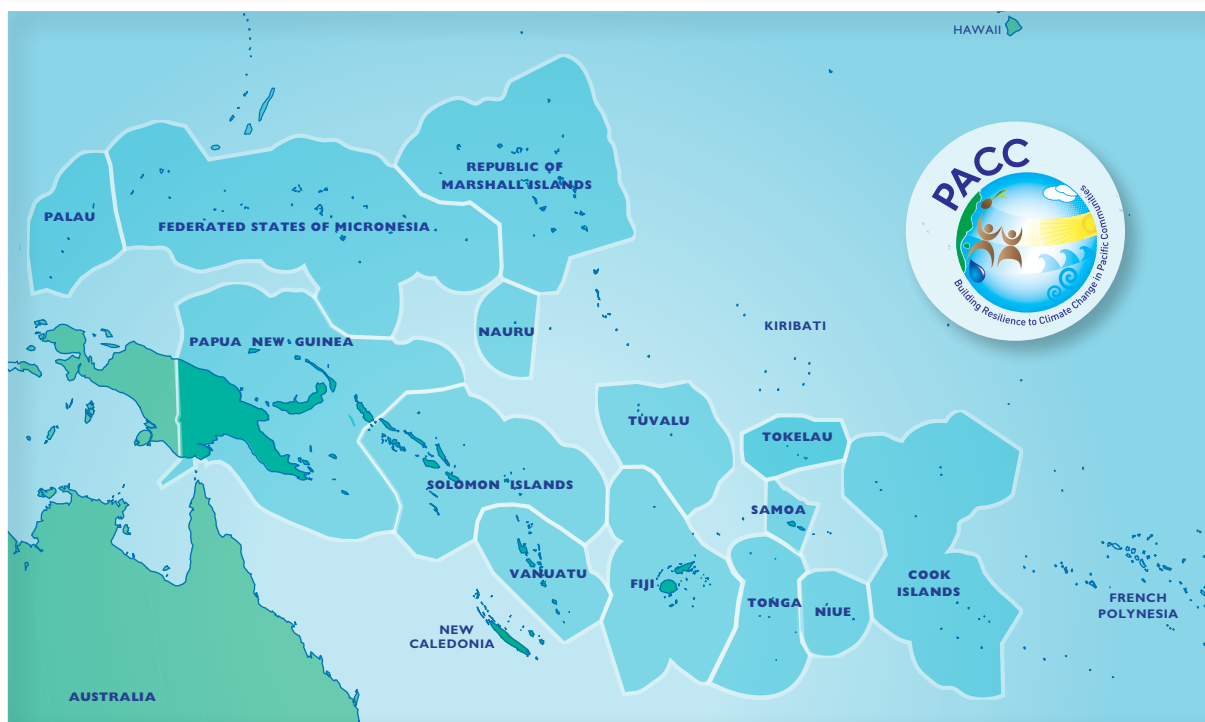 HAWAII
PACC
Building Resilience to Climate Change in Pacific Communities
REPUBLIC OF
MARSHALL ISLANDS
PALAU
FEDERATED STATES OF MICRONESIA
NAURU
KIRIBATI
PAPUA NEW GUINEA
TUVALU
TOKELAU
SOLOMON ISLANDS
SAMOA
VANUATU
FIJI
COOK
ISLANDS
TONGA
NIUE
FRENCH
POLYNESIA
NEW
CALEDONIA
AUSTRALIA